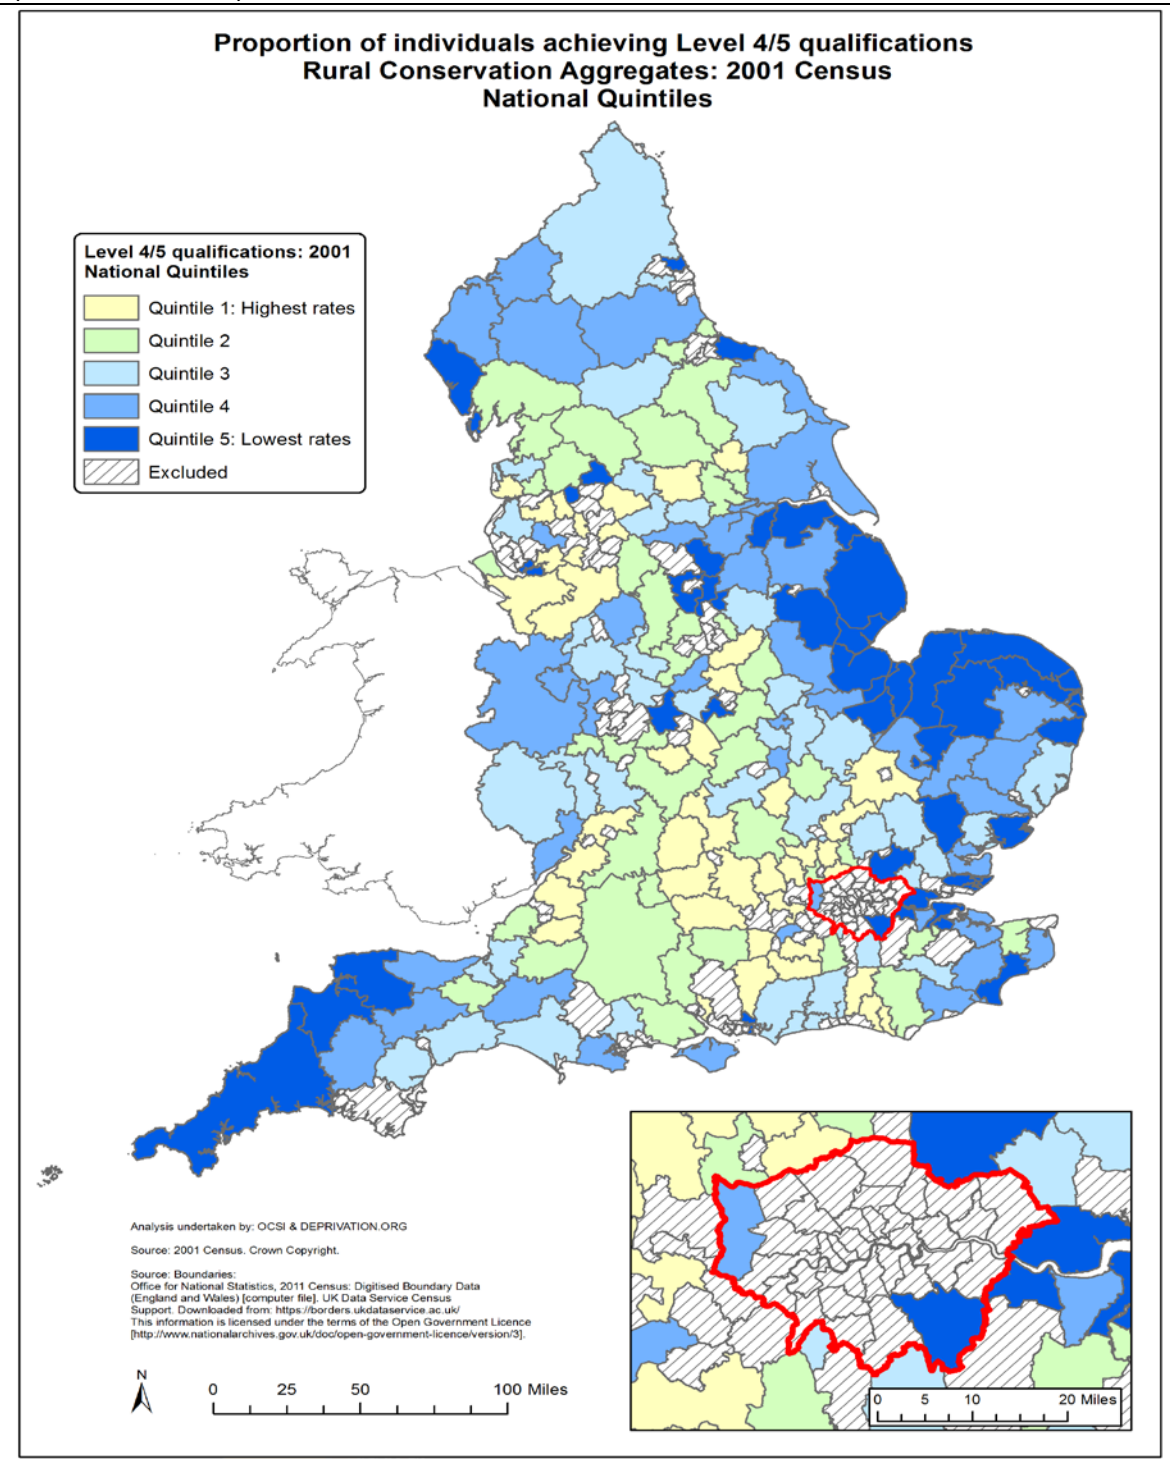 Proportion of individuals achieving Level 4/5 qualifications
Rural Conservation Aggregates: 2001 Census
National Quintiles
Level 4/5 qualifications: 2001
National Quintiles
Quintile 1: Highest rates
Quintile 2
Quintile 3
Quintile 4
Quintile 5: Lowest rates
Excluded
Analysis undertaken by: OCSI & DEPRIVATION.ORG
Source: 2001 Census. Crown Copyright.
Source: Boundaries:
Office for National Statistics, 2011 Census: Digitised Boundary Data
(England and Wales) [computer file]. UK Data Service Census
Support. Downloaded from: https://borders.ukdataservice.ac.uk/
This information is licensed under the terms of the Open Government Licence
[http://www.nationalarchives.gov.uk/doc/open-government-licence/version/3].
N
0 25 50 100 Miles
0 5 10 20 Miles